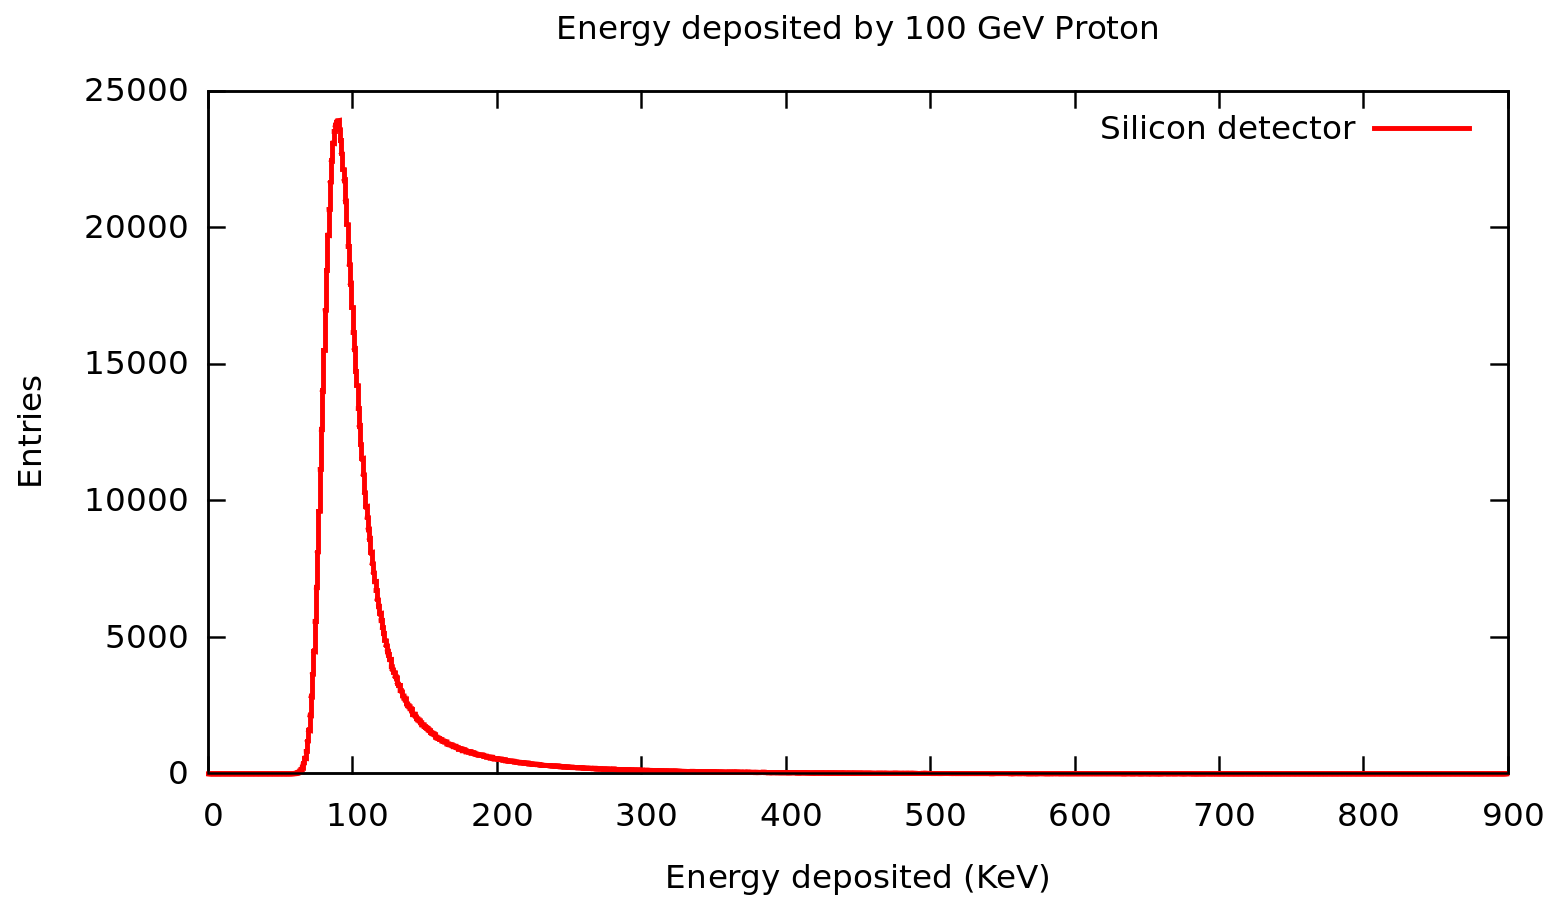 Energy deposited by 100 GeV Proton
Silicon detector
25000
20000
15000
10000
5000
0
Entries
0 100 200 300 400 500 600 700 800 900
Energy deposited (KeV)